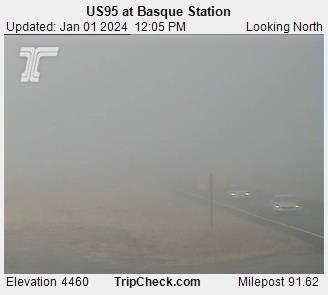 US95 at Basque Station
Updated: Jan 01 2024 12:05 PM Looking North
Elevation 4460 TripCheck.com Milepost 91.62